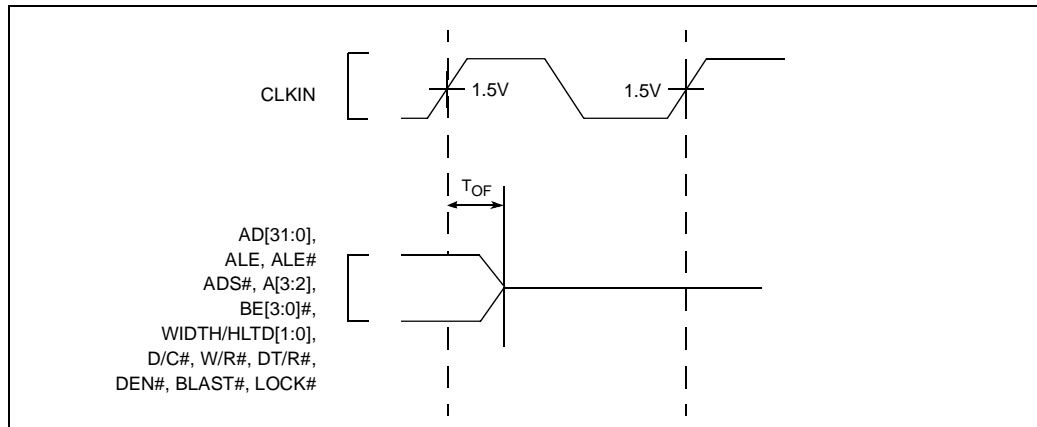 CLKIN
1.5V
1.5V
TOF
AD[31:0],
ALE, ALE#
ADS#, A[3:2],
BE[3:0]#,
WIDTH/HLTD[1:0],
D/C#, W/R#, DT/R#,
DEN#, BLAST#, LOCK#